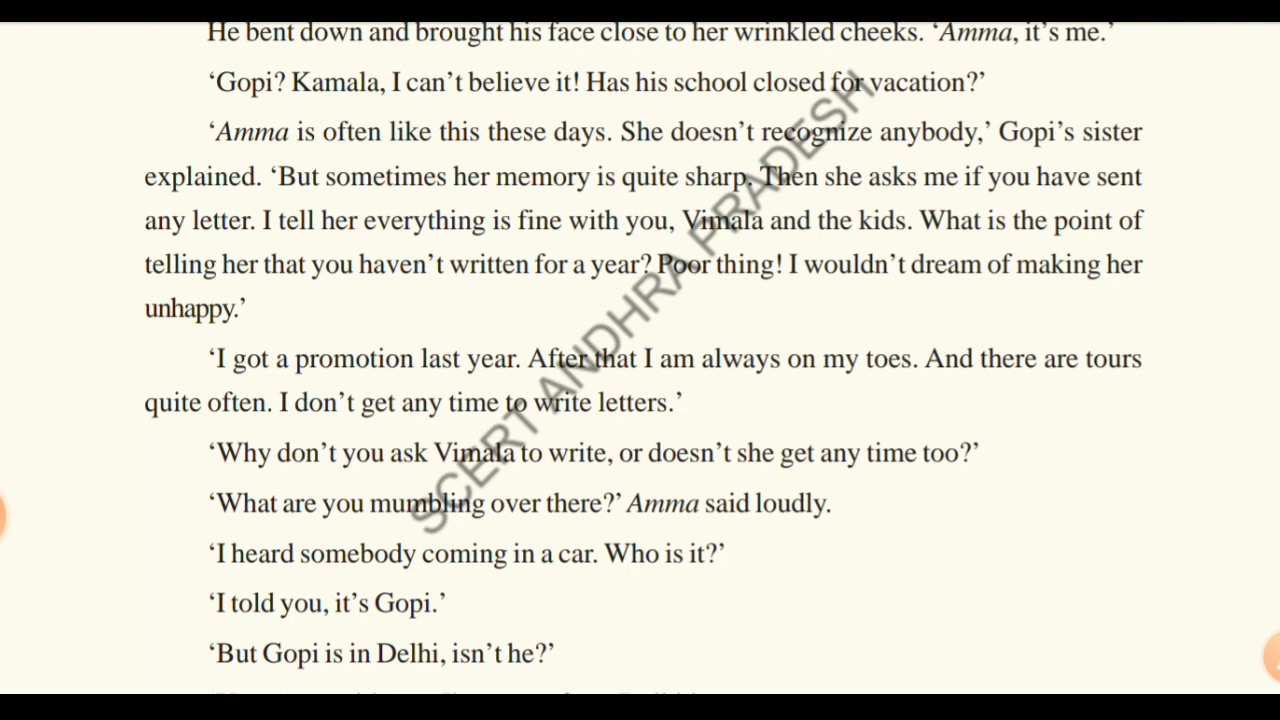 He bent down and brought his face close to her wrinkled cheeks. ‘Amma, it’s me.’
‘Gopi? Kamala, I can’t believe it! Has his school closed for vacation?’
‘Amma is often like this these days. She doesn’t recognize anybody,’ Gopi’s sister
explained. ‘But sometimes her memory is quite sharp. Then she asks me if you have sent
any letter. I tell her everything is fine with you, Vimala and the kids. What is the point of
telling her that you haven’t written for a year? Poor thing! I wouldn’t dream of making her
unhappy.’
‘I got a promotion last year. After that I am always on my toes. And there are tours
quite often. I don’t get any time to write letters.’
‘Why don’t you ask Vimala to write, or doesn’t she get any time too?’
‘What are you mumbling over there?’ Amma said loudly.
‘I heard somebody coming in a car. Who is it?’
‘I told you, it’s Gopi.’
‘But Gopi is in Delhi, isn’t he?’
SCERT ANDHRA PRADESH